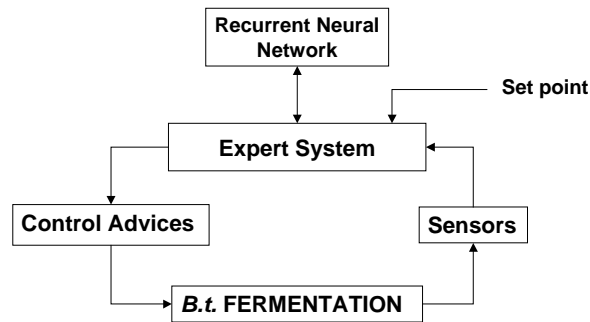 Recurrent Neural
Network
Set point
Expert System
Control Advices
Sensors
B.t. FERMENTATION